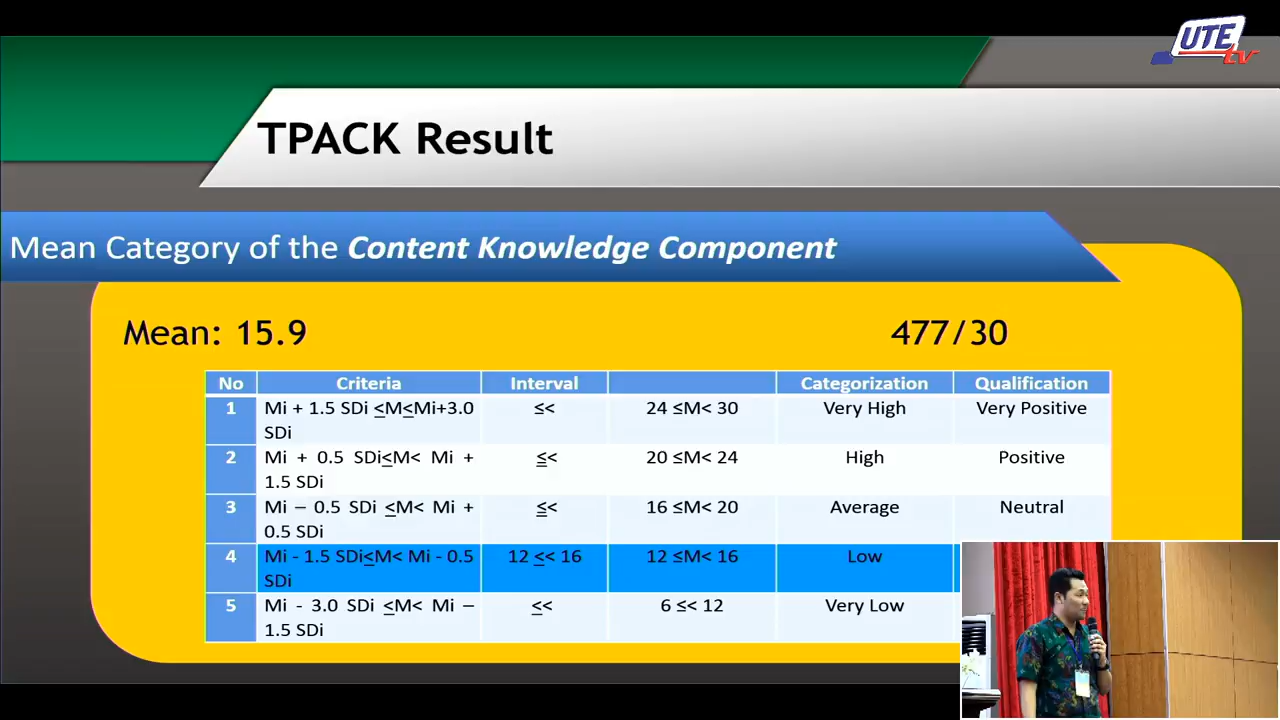 UTE
TV
TPACK Result
Mean Category of the Content Knowledge Component
Mean: 15.9
477/30
No Criteria Interval Categorization Qualification
1 Mi + 1.5 SDi ≤M≤Mi+3.0 ≤< 24 ≤M< 30 Very High Very Positive
SDi
2 Mi + 0.5 SDi≤M< Mi + ≤< 20 ≤M< 24 High Positive
1.5 SDi
3 Mi – 0.5 SDi ≤M< Mi + ≤< 16 ≤M< 20 Average Neutral
0.5 SDi
4 Mi - 1.5 SDi≤M< Mi - 0.5 12 ≤< 16 12 ≤M< 16 Low
SDi
5 Mi - 3.0 SDi ≤M< Mi – ≤< 6 ≤< 12 Very Low
1.5 SDi